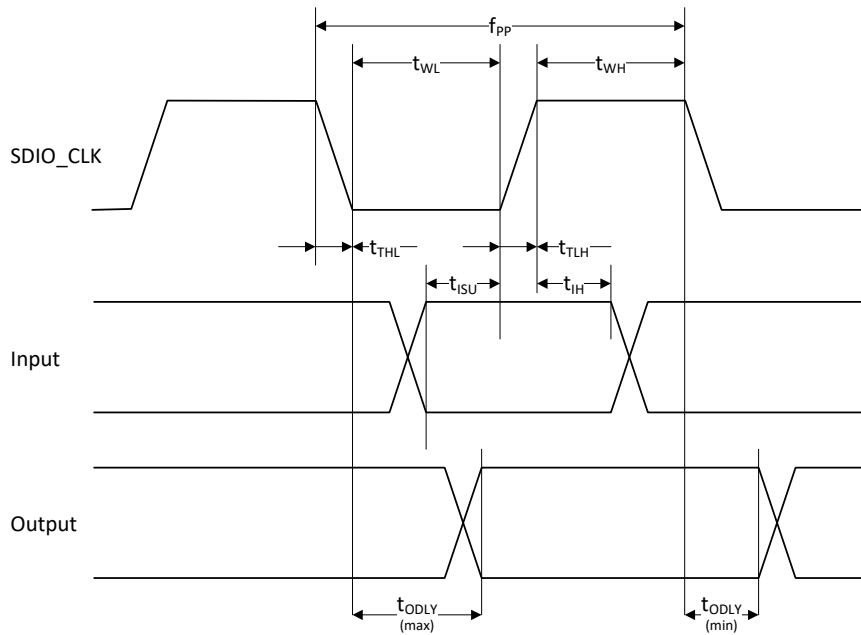 fPP
tWL
tWH
SDIO_CLK
tTHL
tTLH
tISU
tIH
Input
Output
tODLY
(max)
tODLY
(min)